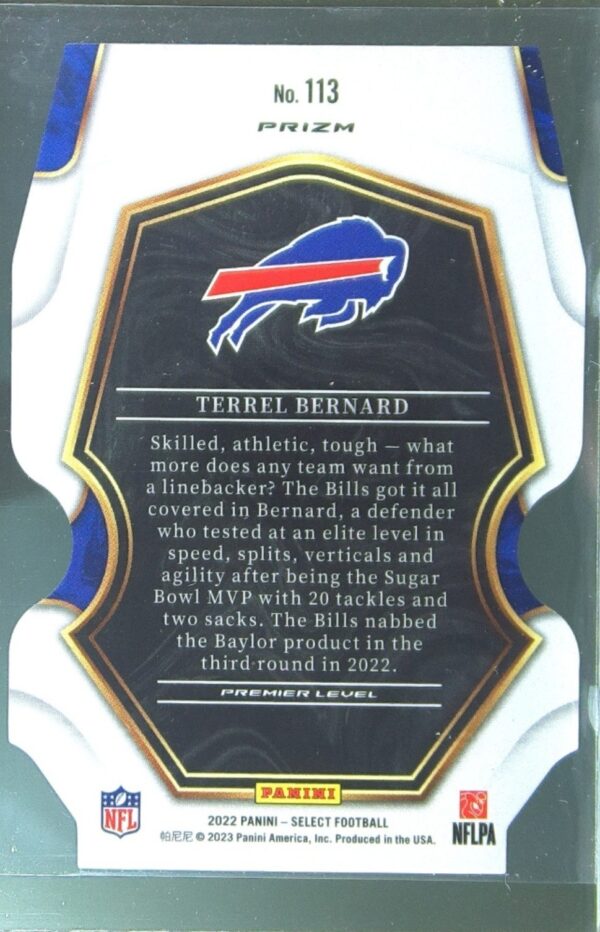 No. 113
PRIZM
TERREL BERNARD
Skilled, athletic, tough — what
more does any team want from
a linebacker? The Bills got it all
covered in Bernard, a defender
who tested at an elite level in
speed, splits, verticals and
agility after being the Sugar
Bowl MVP with 20 tackles and
two sacks. The Bills nabbed
the Baylor product in the
third round in 2022.
PREMIER LEVEL
PANINI
NFL
2022 PANINI – SELECT FOOTBALL
帕尼尼 © 2023 Panini America, Inc. Produced in the USA.
NFLPA